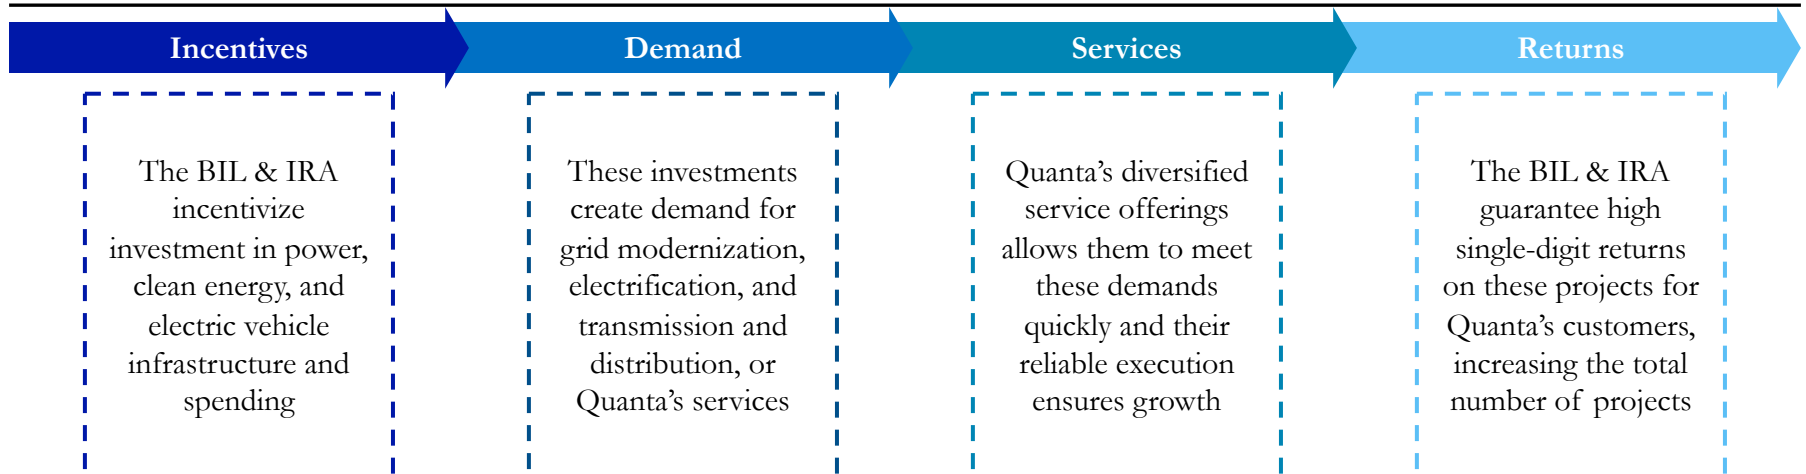 Incentives
Demand
Services
Returns
The BIL & IRA
incentivize
investment in power,
clean energy, and
electric vehicle
infrastructure and
spending
These investments
create demand for
grid modernization,
electrification, and
transmission and
distribution, or
Quanta’s services
Quanta’s diversified
service offerings
allows them to meet
these demands
quickly and their
reliable execution
ensures growth
The BIL & IRA
guarantee high
single-digit returns
on these projects for
Quanta’s customers,
increasing the total
number of projects